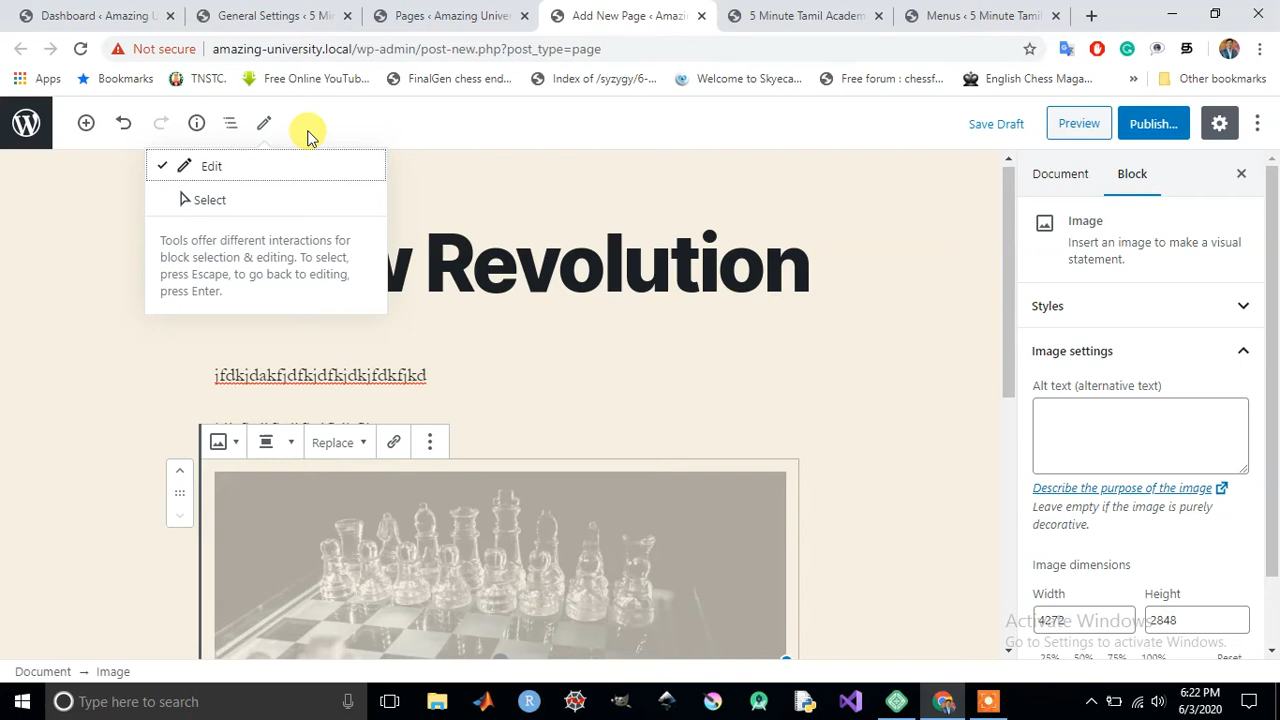 Dashboard ‹ Amazing U
General Settings ‹ 5 Mi
Pages ‹ Amazing Univer
Add New Page ‹ Amazi
5 Minute Tamil Academ
Menus ‹ 5 Minute Tamil
Not secure
amazing-university.local/wp-admin/post-new.php?post_type=page
Apps
Bookmarks
TNSTC.
Free Online YouTub...
FinalGen chess end...
Index of /syzygy/6-...
Welcome to Skyeca...
Free forum : chessf...
English Chess Maga...
»
Other bookmarks
Save Draft
Preview
Publish...
Edit
Select
Tools offer different interactions for
block selection & editing. To select,
press Escape, to go back to editing,
press Enter.
w Revolution
jfdkjdakfjdfkjdfkjdkjfdkfjkd
Replace
Document
Block
Image
Insert an image to make a visual
statement.
Styles
Image settings
Alt text (alternative text)
Describe the purpose of the image
Leave empty if the image is purely
decorative.
Image dimensions
Width
Height
4272
2848
25% 50% 75% 100% Reset
Activate Windows
Go to Settings to activate Windows.
Document → Image
Type here to search
6:22 PM
6/3/2020